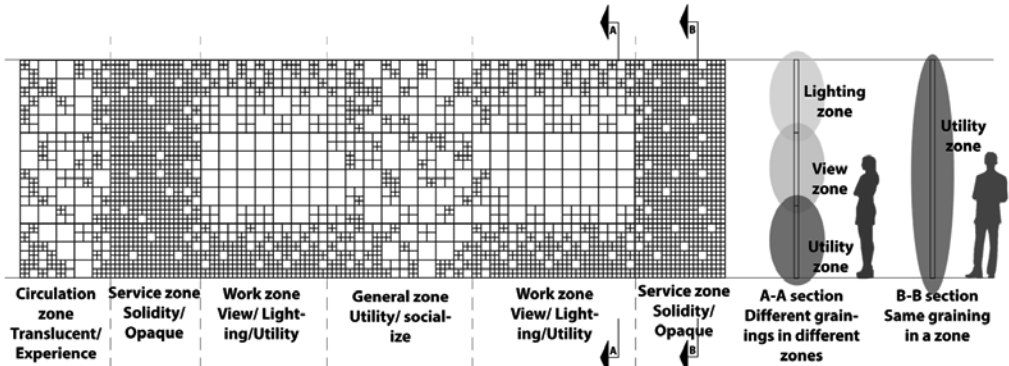 A
B
Lighting
zone
View
zone
Utility
zone
Utility
zone
Circulation
zone
Translucent/
Experience
Service zone
Solidity/
Opaque
Work zone
View/ Light-
ing/Utility
General zone
Utility/ social-
ize
Work zone
View/ Light-
ing/Utility
Service zone
Solidity/
Opaque
A
B
A-A section
Different grain-
ings in different
zones
B-B section
Same graining
in a zone